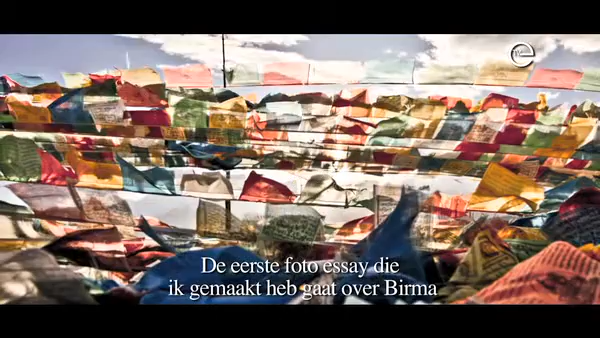 De eerste foto essay die
ik gemaakt heb gaat over Birma